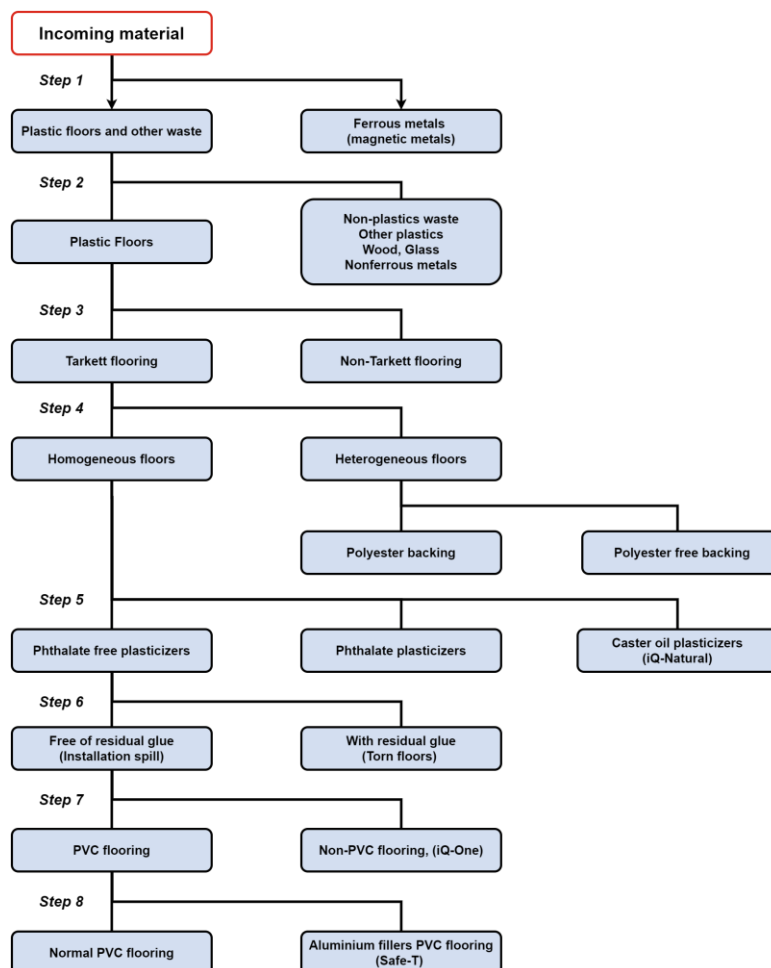 Incoming material
Step 1
Plastic floors and other waste
Ferrous metals
(magnetic metals)
Step 2
Plastic Floors
Non-plastics waste
Other plastics
Wood, Glass
Nonferrous metals
Step 3
Tarkett flooring
Non-Tarkett flooring
Step 4
Homogeneous floors
Heterogeneous floors
Polyester backing
Polyester free backing
Step 5
Phthalate free plasticizers
Phthalate plasticizers
Caster oil plasticizers
(iQ-Natural)
Step 6
Free of residual glue
(Installation spill)
With residual glue
(Torn floors)
Step 7
PVC flooring
Non-PVC flooring, (iQ-One)
Step 8
Normal PVC flooring
Aluminium fillers PVC flooring
(Safe-T)